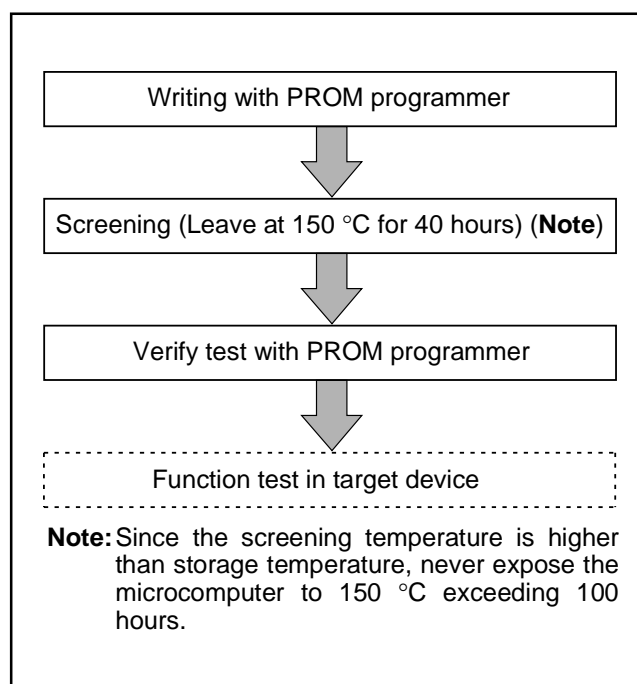 Writing with PROM programmer
Screening (Leave at 150 °C for 40 hours) (Note)
Verify test with PROM programmer
Function test in target device
Note: Since the screening temperature is higher
than storage temperature, never expose the
microcomputer to 150 °C exceeding 100
hours.